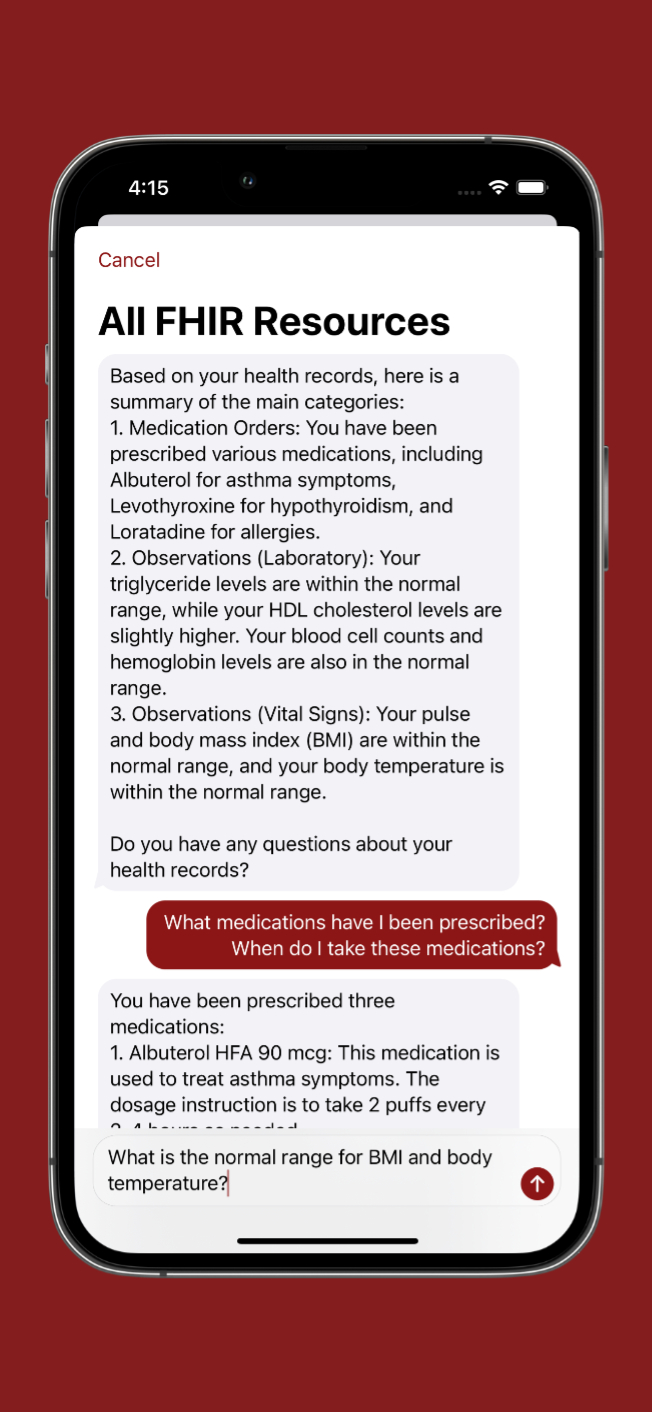 4:15
Cancel
All FHIR Resources
Based on your health records, here is a
summary of the main categories:
1. Medication Orders: You have been
prescribed various medications, including
Albuterol for asthma symptoms,
Levothyroxine for hypothyroidism, and
Loratadine for allergies.
2. Observations (Laboratory): Your
triglyceride levels are within the normal
range, while your HDL cholesterol levels are
slightly higher. Your blood cell counts and
hemoglobin levels are also in the normal
range.
3. Observations (Vital Signs): Your pulse
and body mass index (BMI) are within the
normal range, and your body temperature is
within the normal range.
Do you have any questions about your
health records?
What medications have I been prescribed?
When do I take these medications?
You have been prescribed three
medications:
1. Albuterol HFA 90 mcg: This medication is
used to treat asthma symptoms. The
dosage instruction is to take 2 puffs every
What is the normal range for BMI and body
temperature?